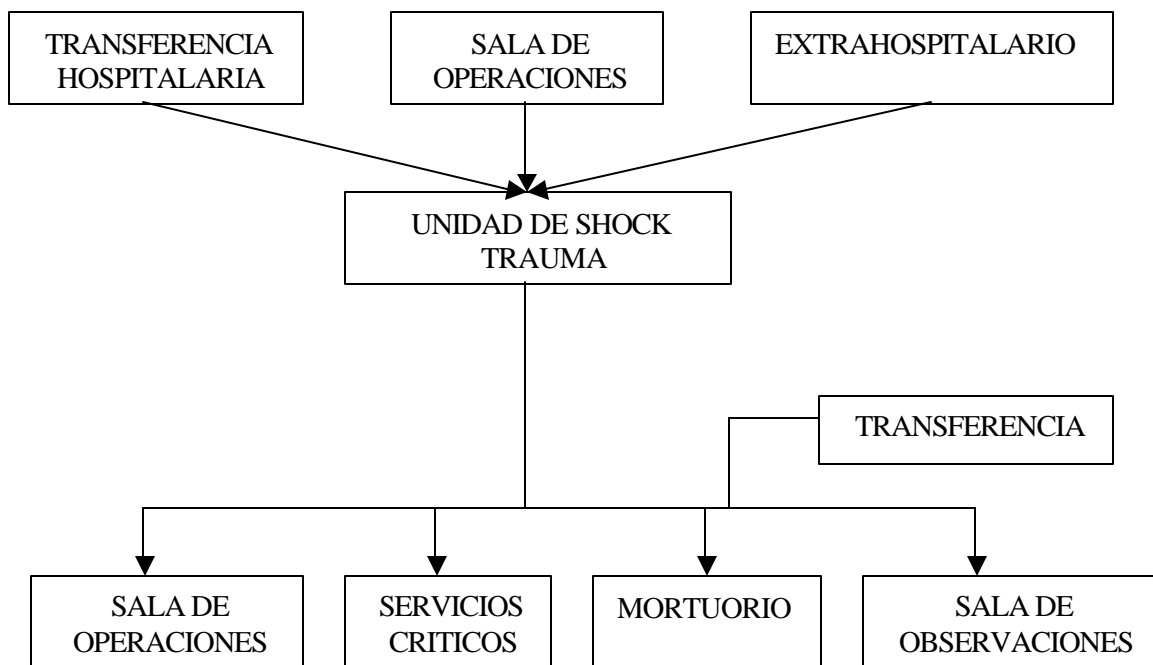 TRANSFERENCIA
HOSPITALARIA
SALA DE
OPERACIONES
EXTRAHOSPITALARIO
UNIDAD DE SHOCK
TRAUMA
TRANSFERENCIA
SALA DE
OPERACIONES
SERVICIOS
CRITICOS
MORTUORIO
SALA DE
OBSERVACIONES